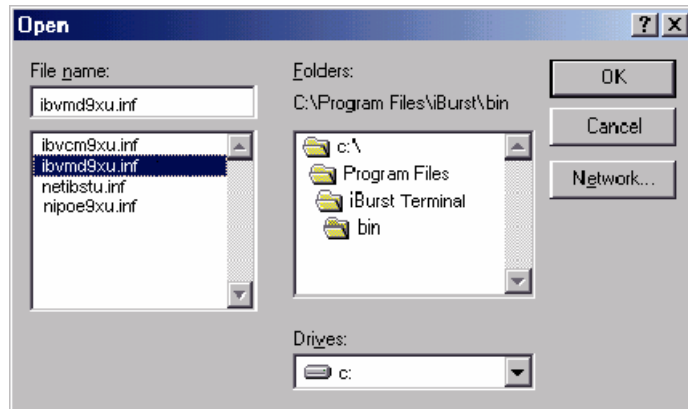 Open
File name:
ibvmd9xu.inf
ibvcm9xu.inf
ibvmd9xu.inf
netibstu.inf
nipoe9xu.inf
Folders:
C:\Program Files\iBurst\bin
c:\
Program Files
iBurst Terminal
bin
Drives:
c:
OK
Cancel
Network...